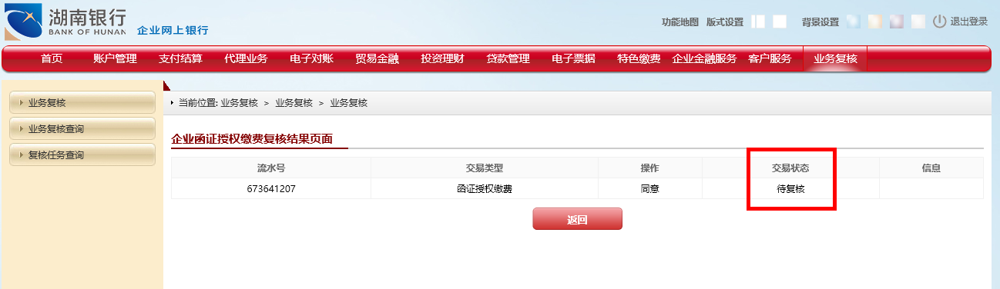 湖南银行
BANK OF HUNAN 企业网上银行
功能地图 版式设置 背景设置 退出登录
首页 账户管理 支付结算 代理业务 电子对账 贸易金融 投资理财 贷款管理 电子票据 特色缴费 企业金融服务 客户服务 业务复核
业务复核
业务复核查询
复核任务查询
当前位置: 业务复核 > 业务复核 > 业务复核
企业函证授权缴费复核结果页面
流水号 交易类型 操作 交易状态 信息
673641207 函证授权缴费 同意 待复核
返回